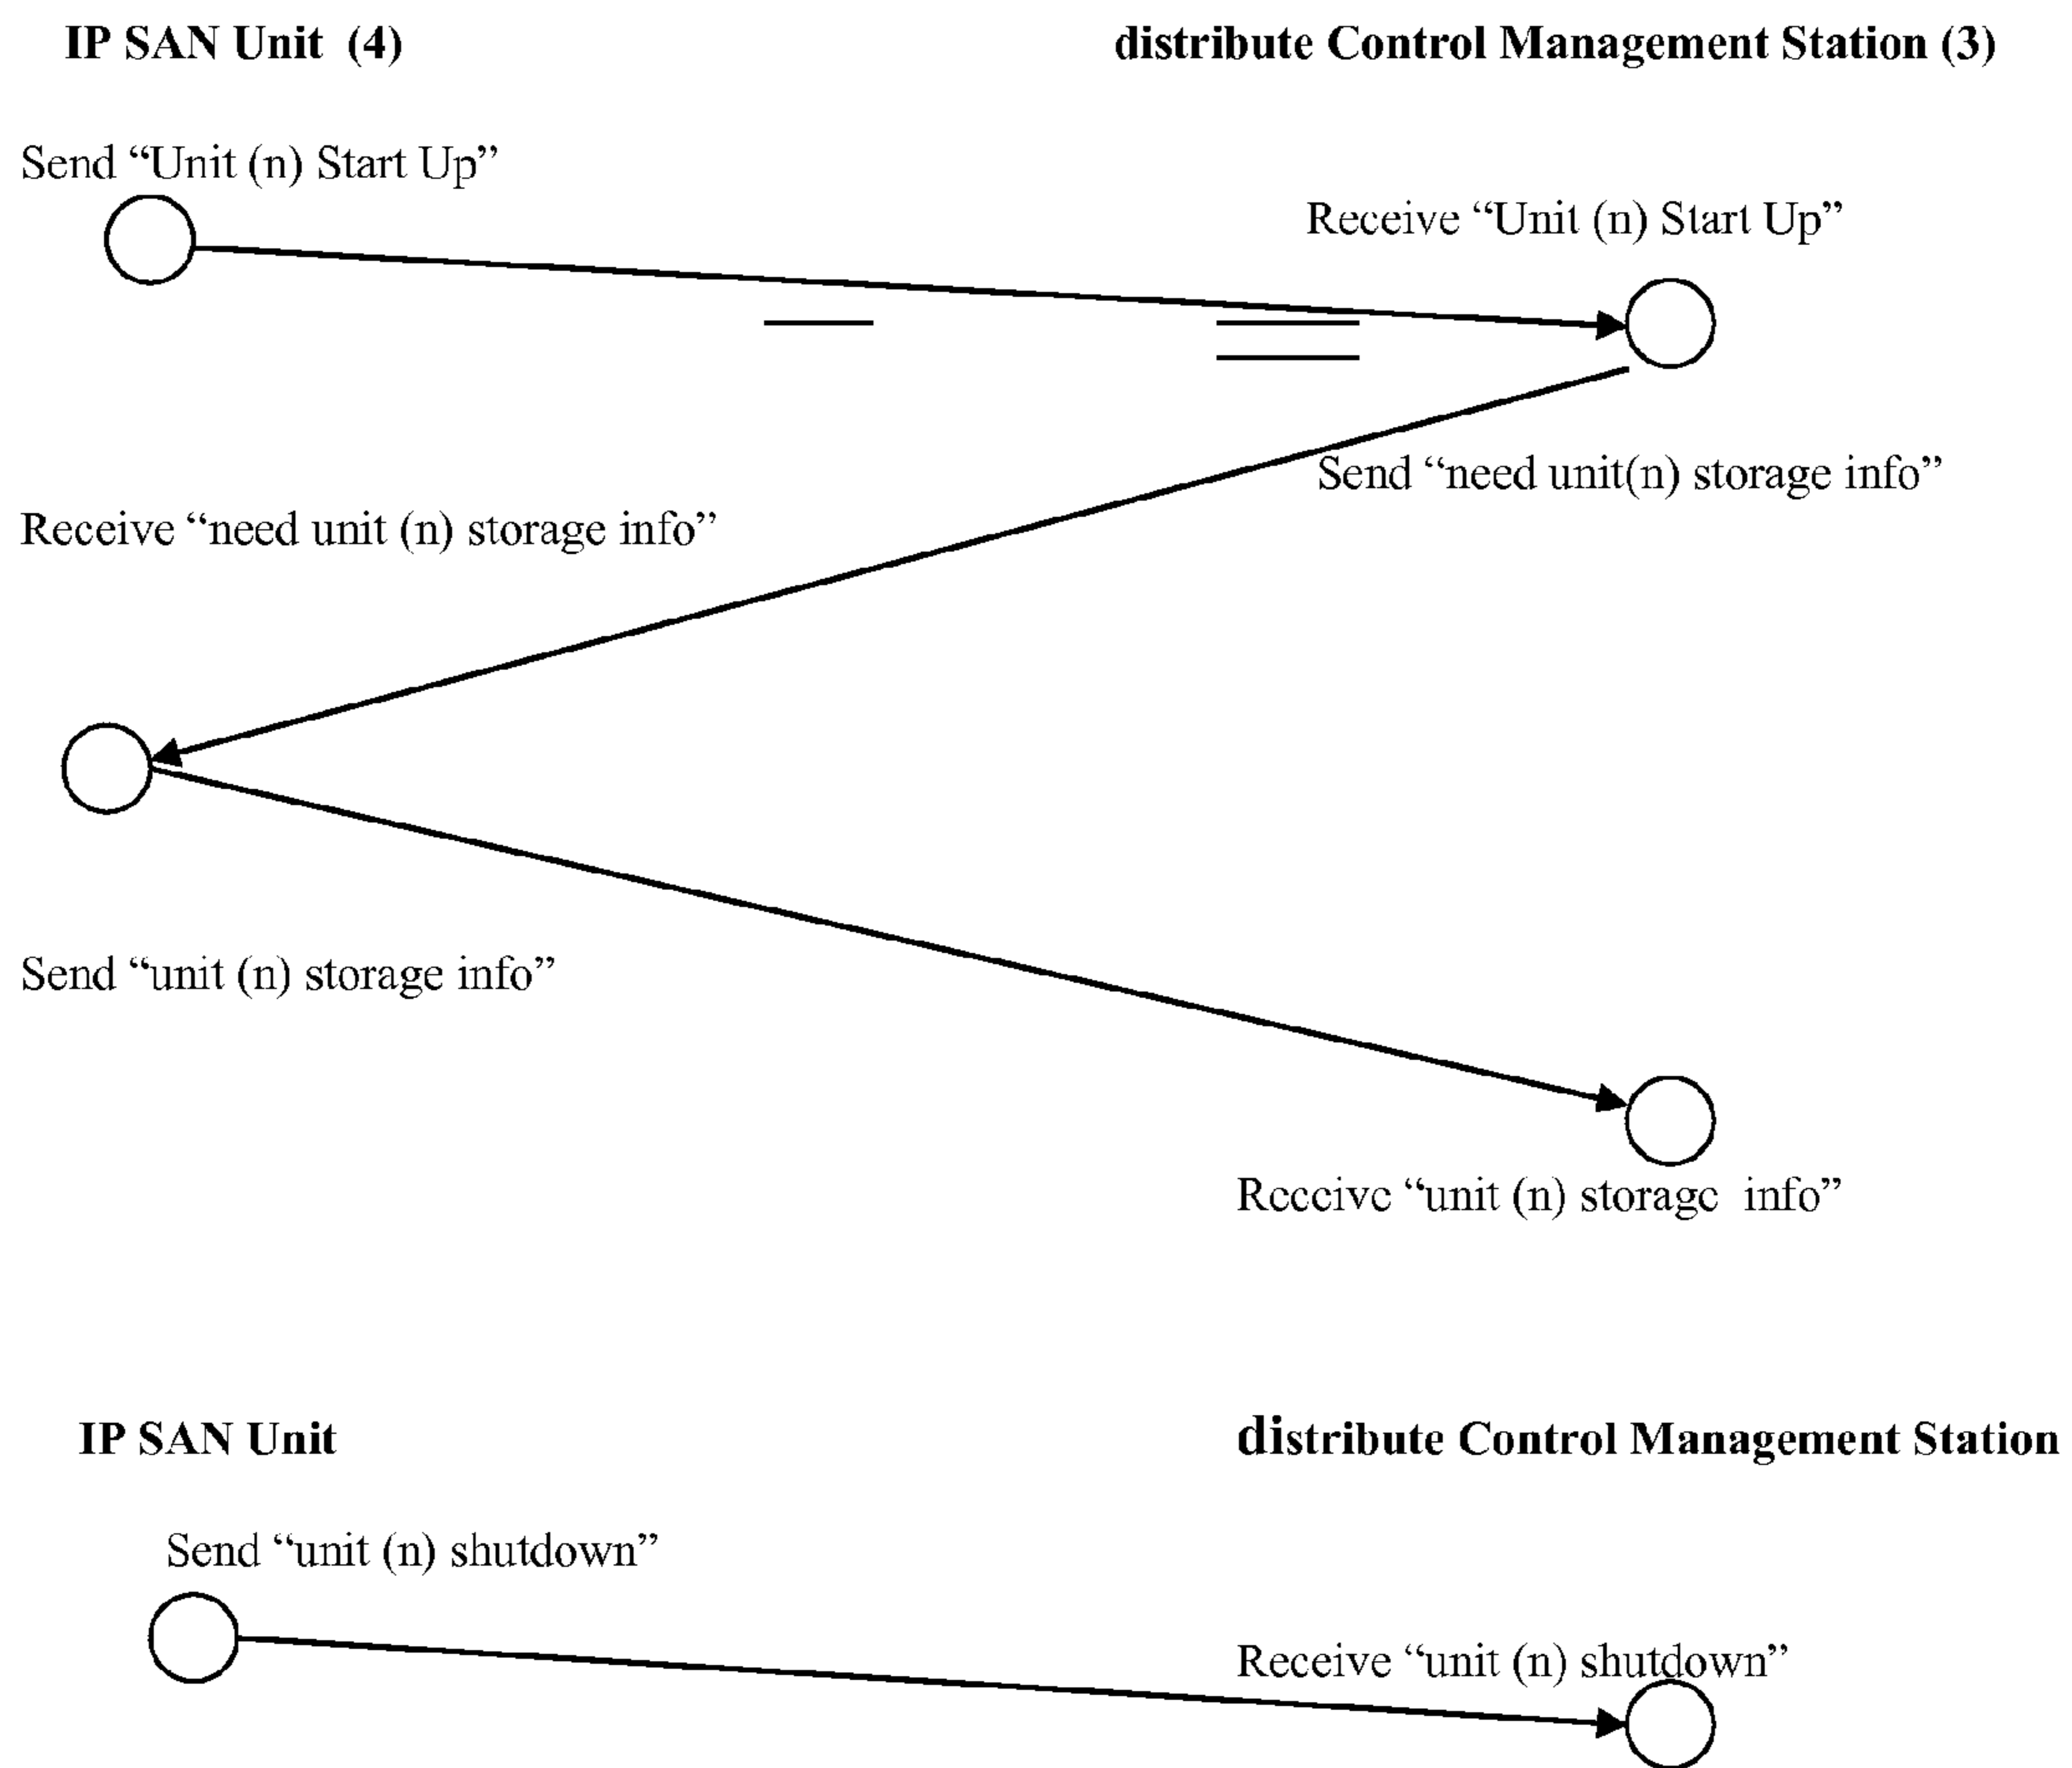 IP SAN Unit (4)
distribute Control Management Station (3)
Send “Unit (n) Start Up”
Receive “Unit (n) Start Up”
Send “need unit(n) storage info”
Receive “need unit (n) storage info”
Send “unit (n) storage info”
Receive “unit (n) storage info”
IP SAN Unit
distribute Control Management Station
Send “unit (n) shutdown”
Receive “unit (n) shutdown”